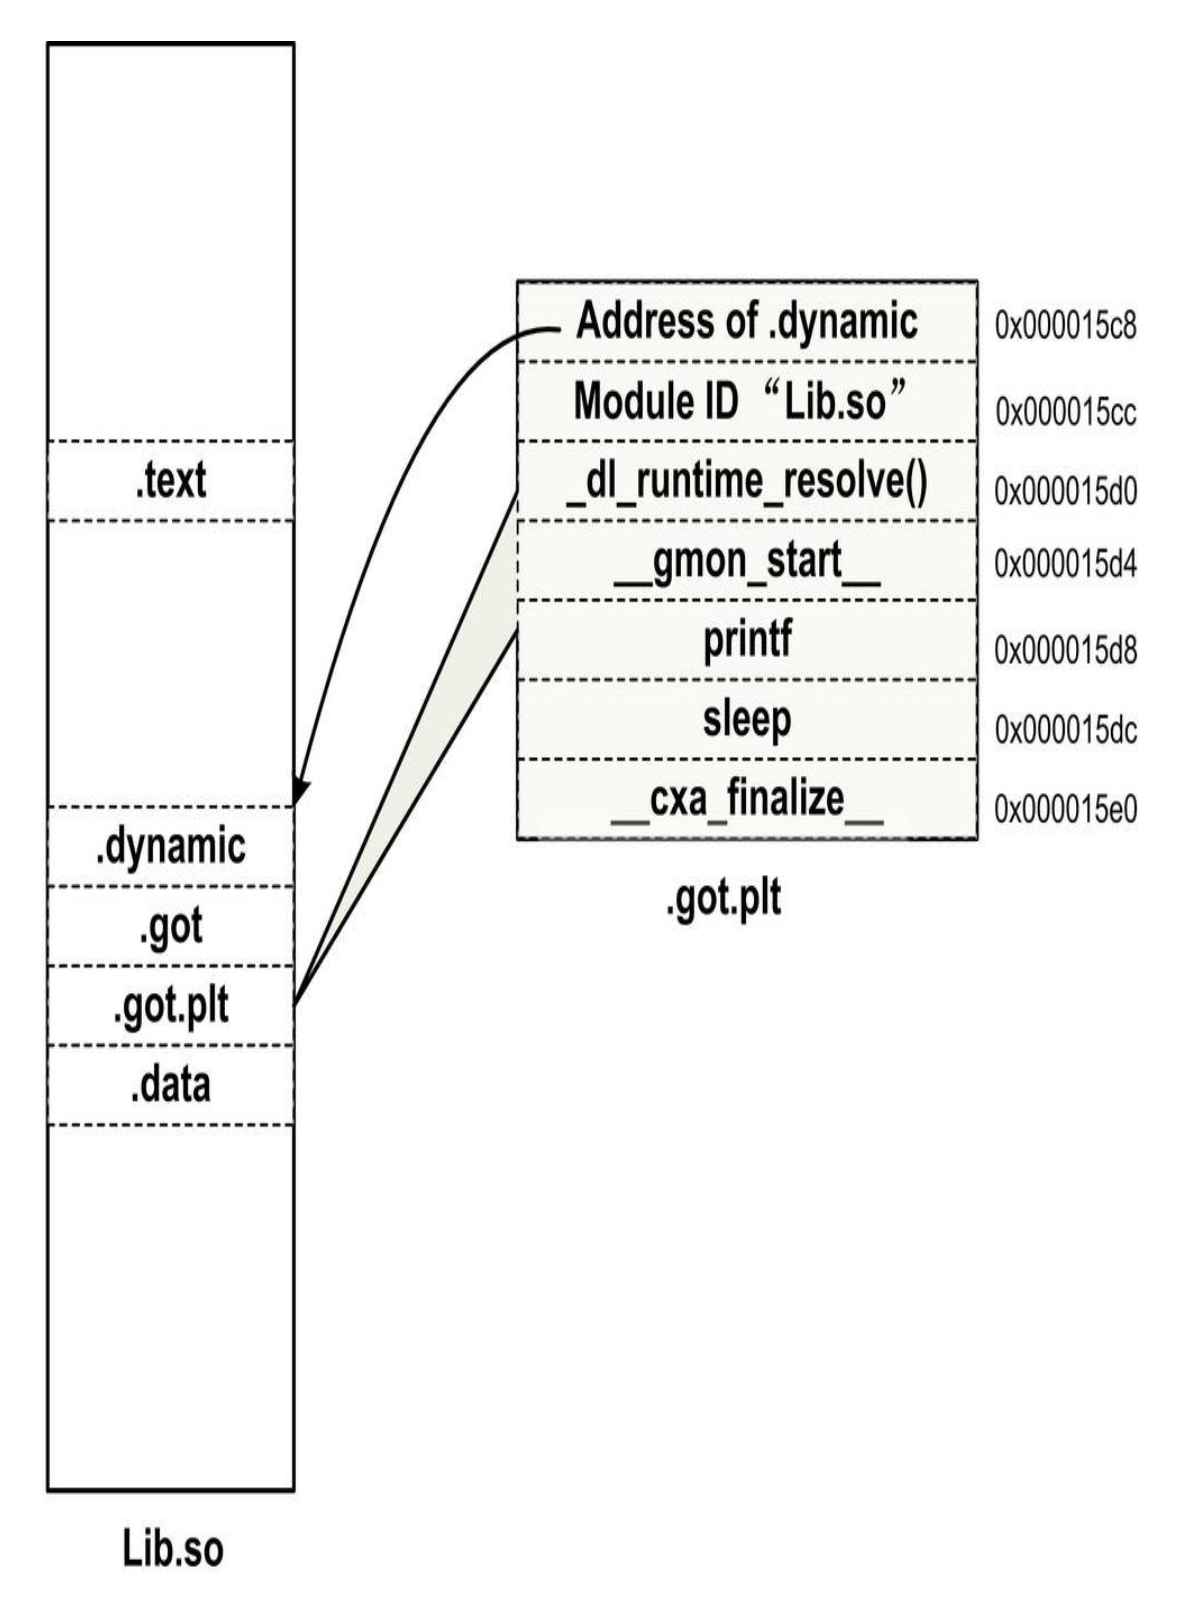 Address of .dynamic 0x000015c8
Module ID “Lib.so” 0x000015cc
.text
_dl_runtime_resolve() 0x000015d0
__gmon_start__ 0x000015d4
printf 0x000015d8
sleep 0x000015dc
__cxa_finalize__ 0x000015e0
.dynamic
.got
.got.plt
.got.plt
.data
Lib.so